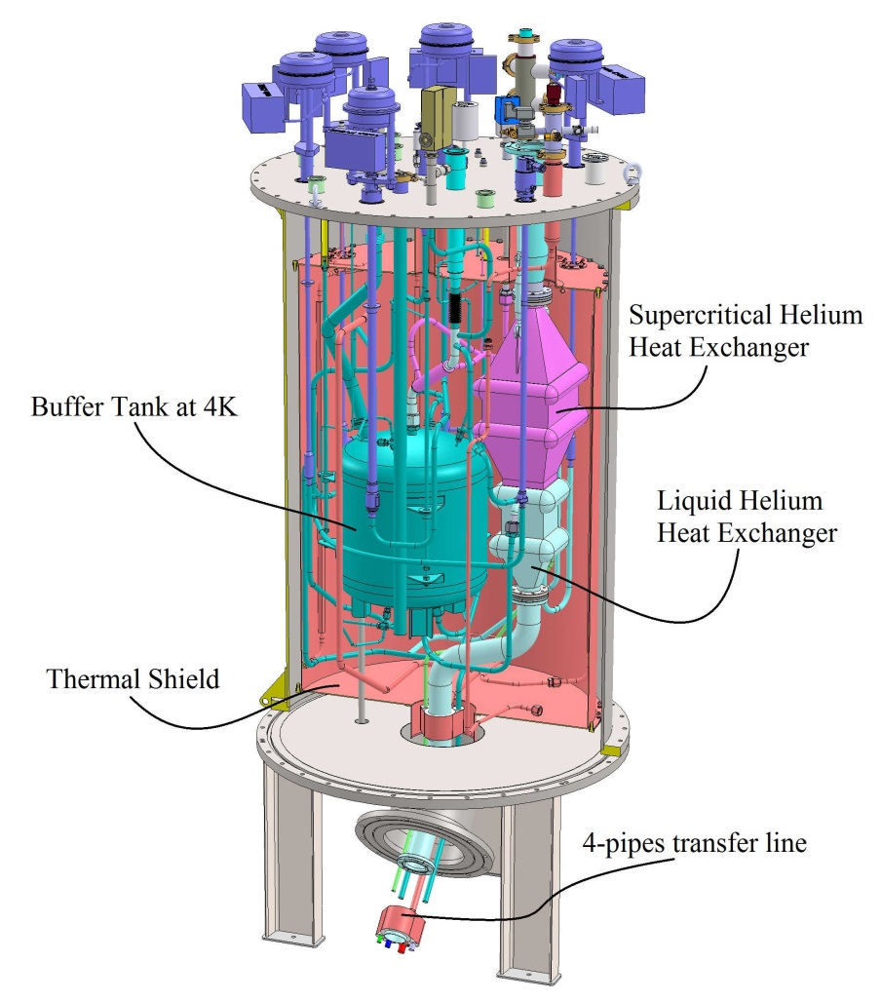 Supercritical Helium
Heat Exchanger
Buffer Tank at 4K
Liquid Helium
Heat Exchanger
Thermal Shield
4-pipes transfer line